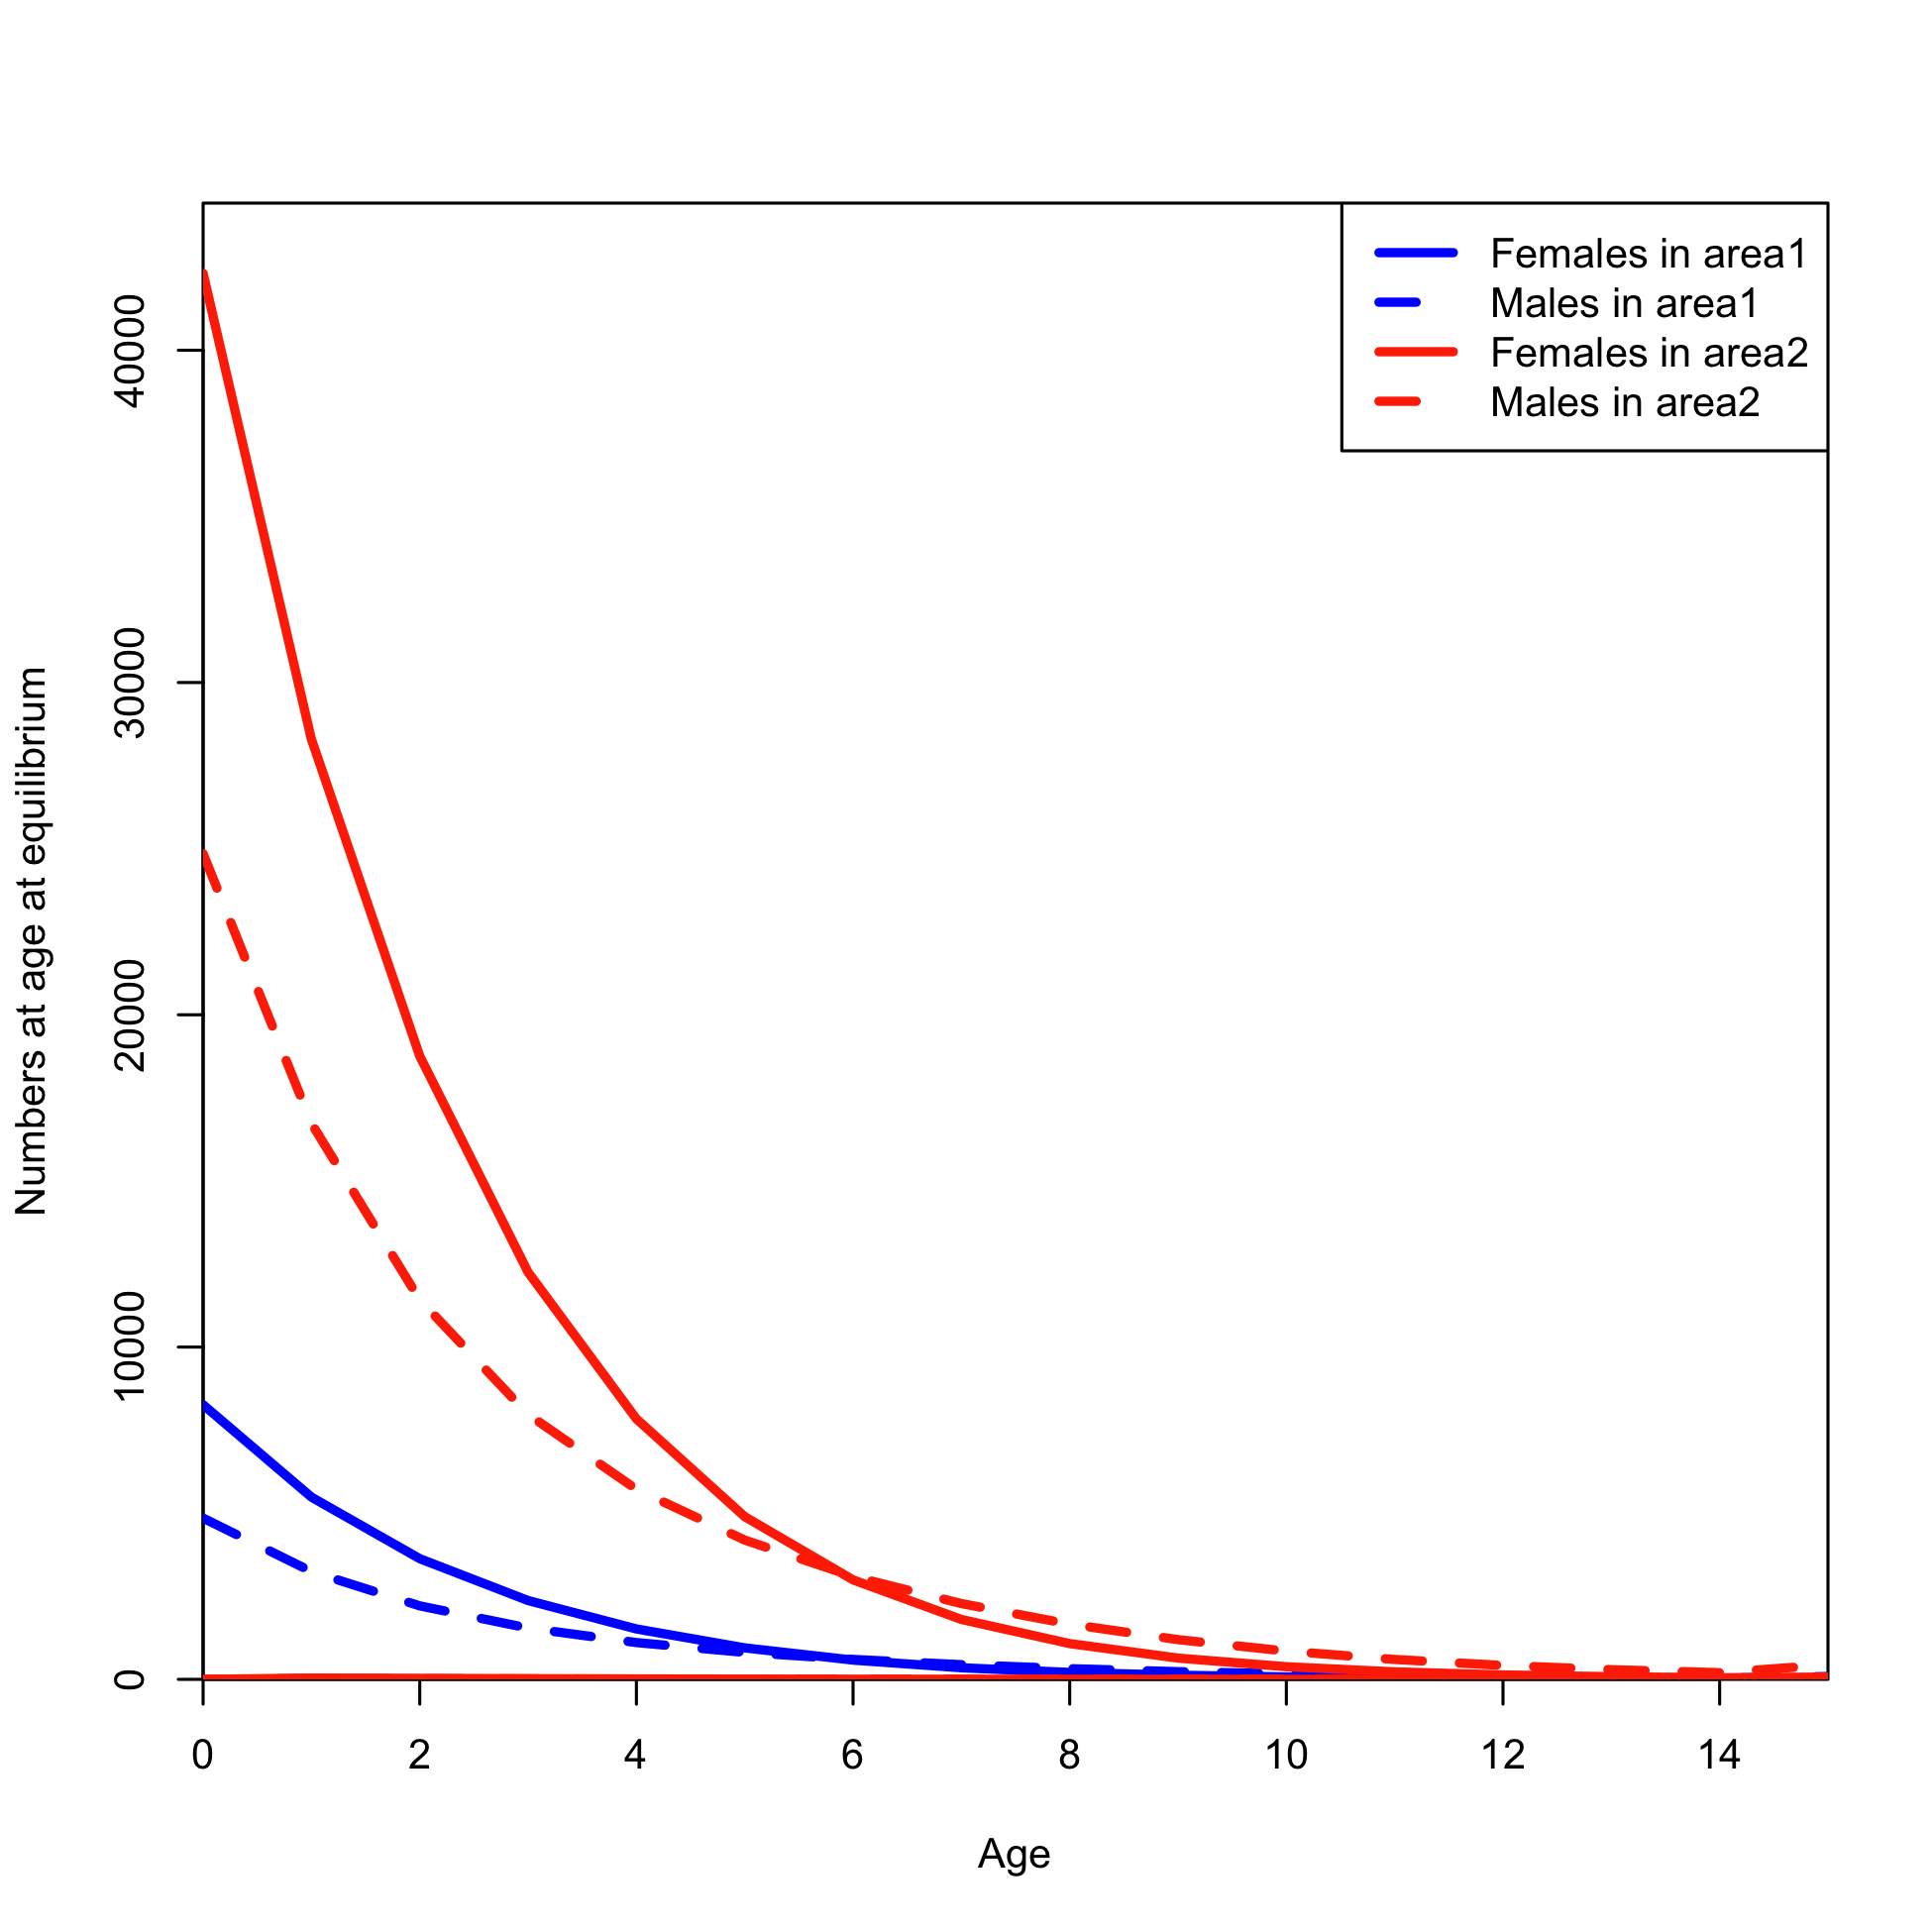 Females in area1
Males in area1
Females in area2
Males in area2
Numbers at age at equilibrium
40000
30000
20000
10000
0
0 2 4 6 8 10 12 14
Age